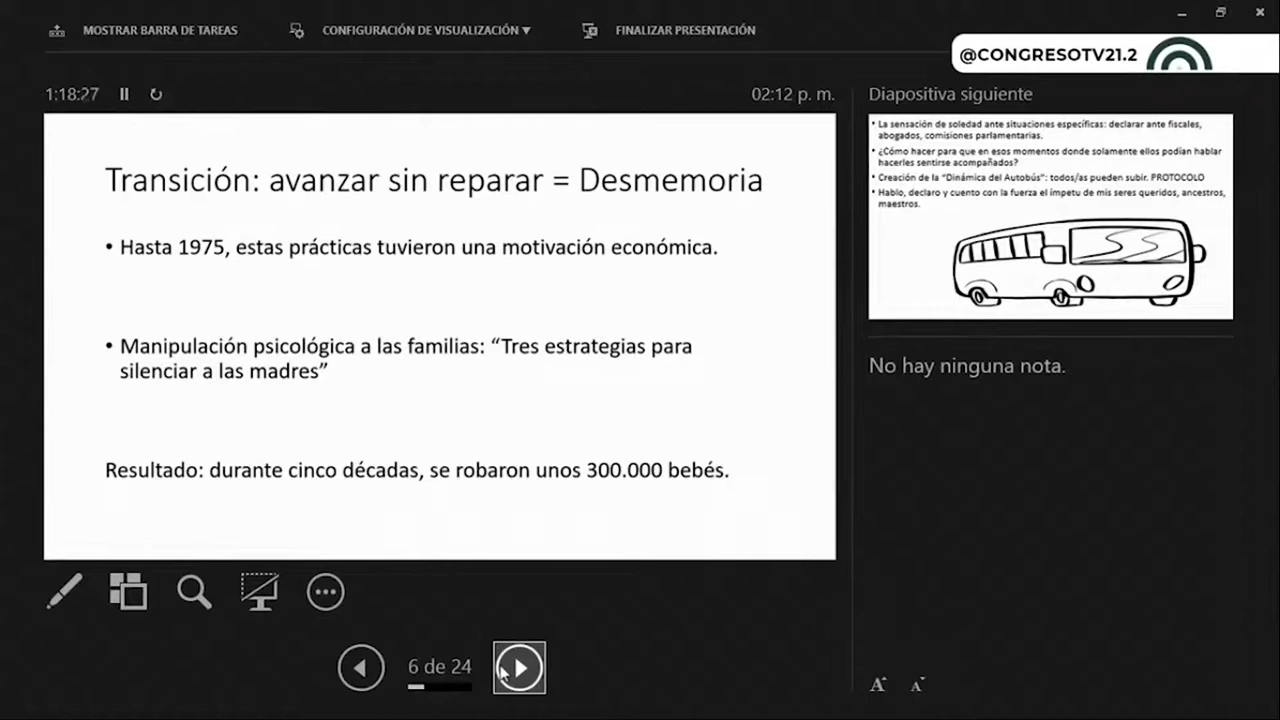 MOSTRAR BARRA DE TAREAS
CONFIGURACIÓN DE VISUALIZACIÓN ▼
FINALIZAR PRESENTACIÓN
@CONGRESOTV21.2
1:18:27
02:12 p. m.
Transición: avanzar sin reparar = Desmemoria
• Hasta 1975, estas prácticas tuvieron una motivación económica.
• Manipulación psicológica a las familias: “Tres estrategias para
silenciar a las madres”
Resultado: durante cinco décadas, se robaron unos 300.000 bebés.
6 de 24
Diapositiva siguiente
• La sensación de soledad ante situaciones específicas: declarar ante fiscales,
abogados, comisiones parlamentarias.
• ¿Cómo hacer para que en esos momentos donde solamente ellos podían hablar
hacerles sentirse acompañados?
• Creación de la “Dinámica del Autobús”: todos/as pueden subir. PROTOCOLO
• Hablo, declaro y cuento con la fuerza el ímpetu de mis seres queridos, ancestros,
maestros.
No hay ninguna nota.
A A